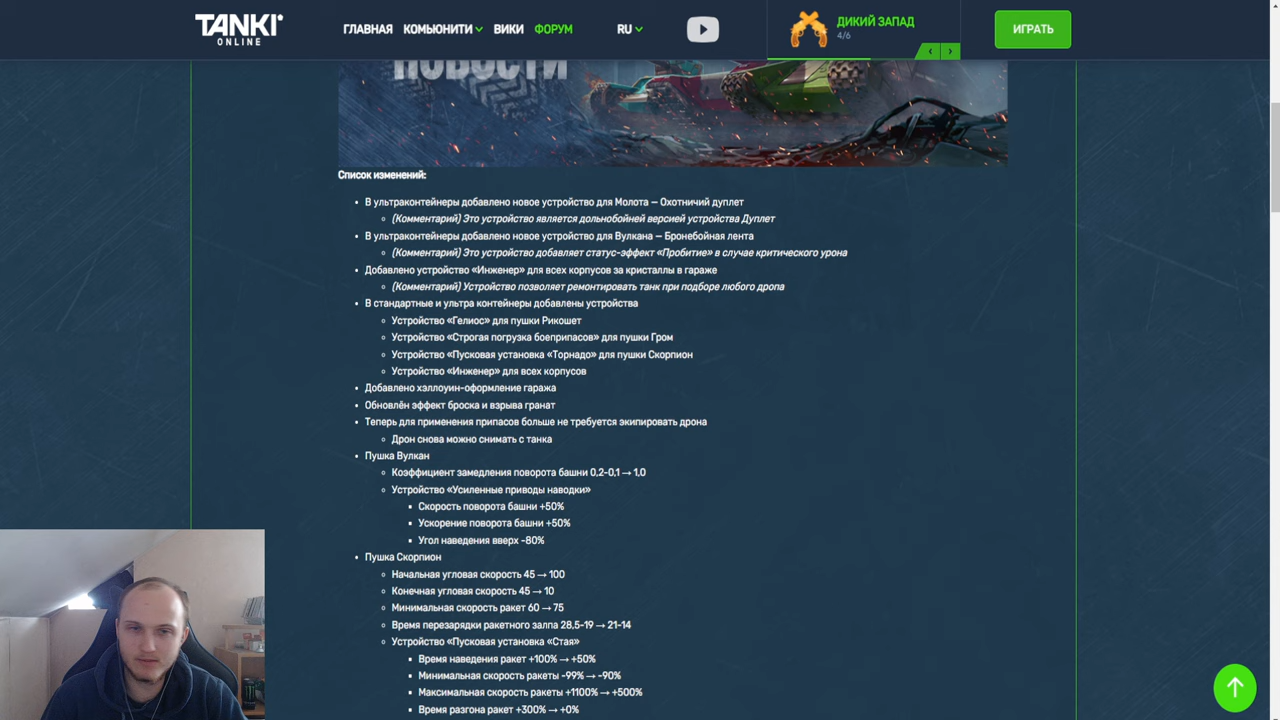 TANKI
ONLINE
ГЛАВНАЯ
КОМЬЮНИТИ
ВИКИ
ФОРУМ
RU
ДИКИЙ ЗАПАД
4/6
ИГРАТЬ
НОВОСТИ
Список изменений:
• В ультраконтейнеры добавлено новое устройство для Молота — Охотничий дуплет
(Комментарий) Это устройство является дольнобойней версией устройства Дуплет
• В ультраконтейнеры добавлено новое устройство для Вулкана — Бронебойная лента
(Комментарий) Это устройство добавляет статус-эффект «Пробитие» в случае критического урона
• Добавлено устройство «Инженер» для всех корпусов за кристаллы в гараже
(Комментарий) Устройство позволяет ремонтировать танк при подборе любого дропа
• В стандартные и ультра контейнеры добавлены устройства
Устройство «Гелиос» для пушки Рикошет
Устройство «Строгая погрузка боеприпасов» для пушки Гром
Устройство «Пусковая установка «Торнадо» для пушки Скорпион
Устройство «Инженер» для всех корпусов
• Добавлено хэллоуин-оформление гаража
• Обновлён эффект броска и взрыва гранат
• Теперь для применения припасов больше не требуется экипировать дрона
Дрон снова можно снимать с танка
• Пушка Вулкан
Коэффициент замедления поворота башни 0,2-0,1 → 1,0
Устройство «Усиленные приводы наводки»
Скорость поворота башни +50%
Ускорение поворота башни +50%
Угол наведения вверх -80%
• Пушка Скорпион
Начальная угловая скорость 45 → 100
Конечная угловая скорость 45 → 10
Минимальная скорость ракет 60 → 75
Время перезарядки ракетного залпа 28,5-19 → 21-14
Устройство «Пусковая установка «Стая»
Время наведения ракет +100% → +50%
Минимальная скорость ракеты -99% → -90%
Максимальная скорость ракеты +1100% → +500%
Время разгона ракет +300% → +0%